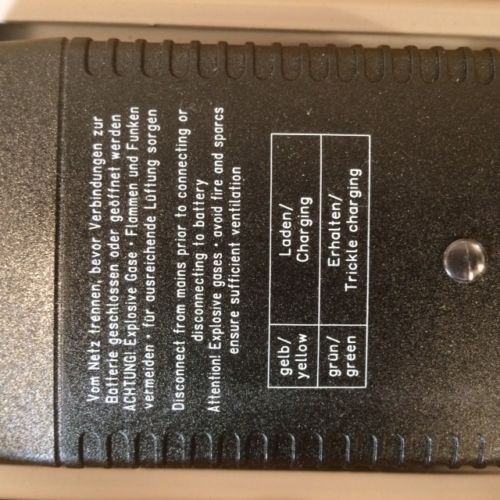 Vom Netz trennen, bevor Verbindungen zur
Batterie geschlossen oder geöffnet werden
ACHTUNG! Explosive Gase · Flammen und Funken
vermeiden · für ausreichende Lüftung sorgen
Disconnect from mains prior to connecting or
disconnecting to battery
Attention! Explosive gases · avoid fire and sparcs
ensure sufficient ventilation
gelb/
yellow
Laden/
Charging
grün/
green
Erhalten/
Trickle charging